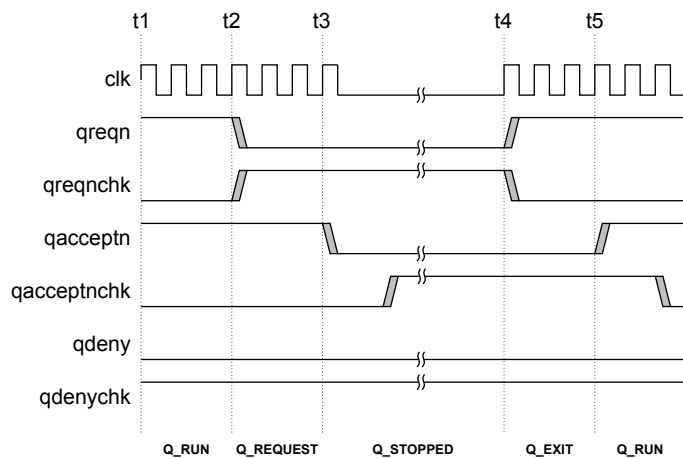 t1 t2 t3 t4 t5
clk
qreqn
qreqnchk
qacceptn
qacceptnchk
qdeny
qdenychk
Q_RUN Q_REQUEST Q_STOPPED Q_EXIT Q_RUN